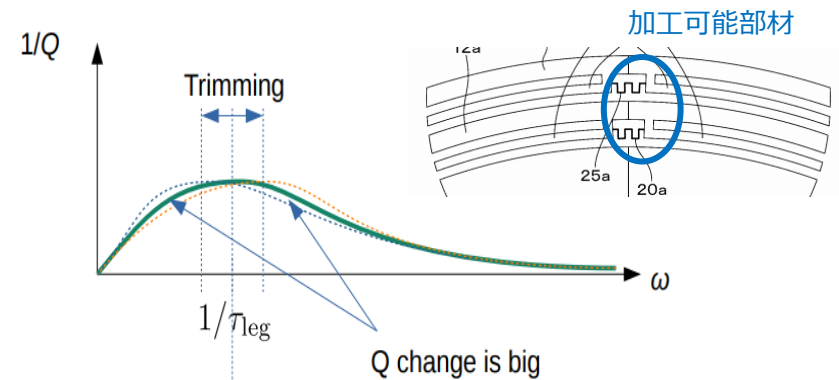 加工可能部材
1/Q
12a
Trimming
25a
20a
ω
1/τleg
Q change is big